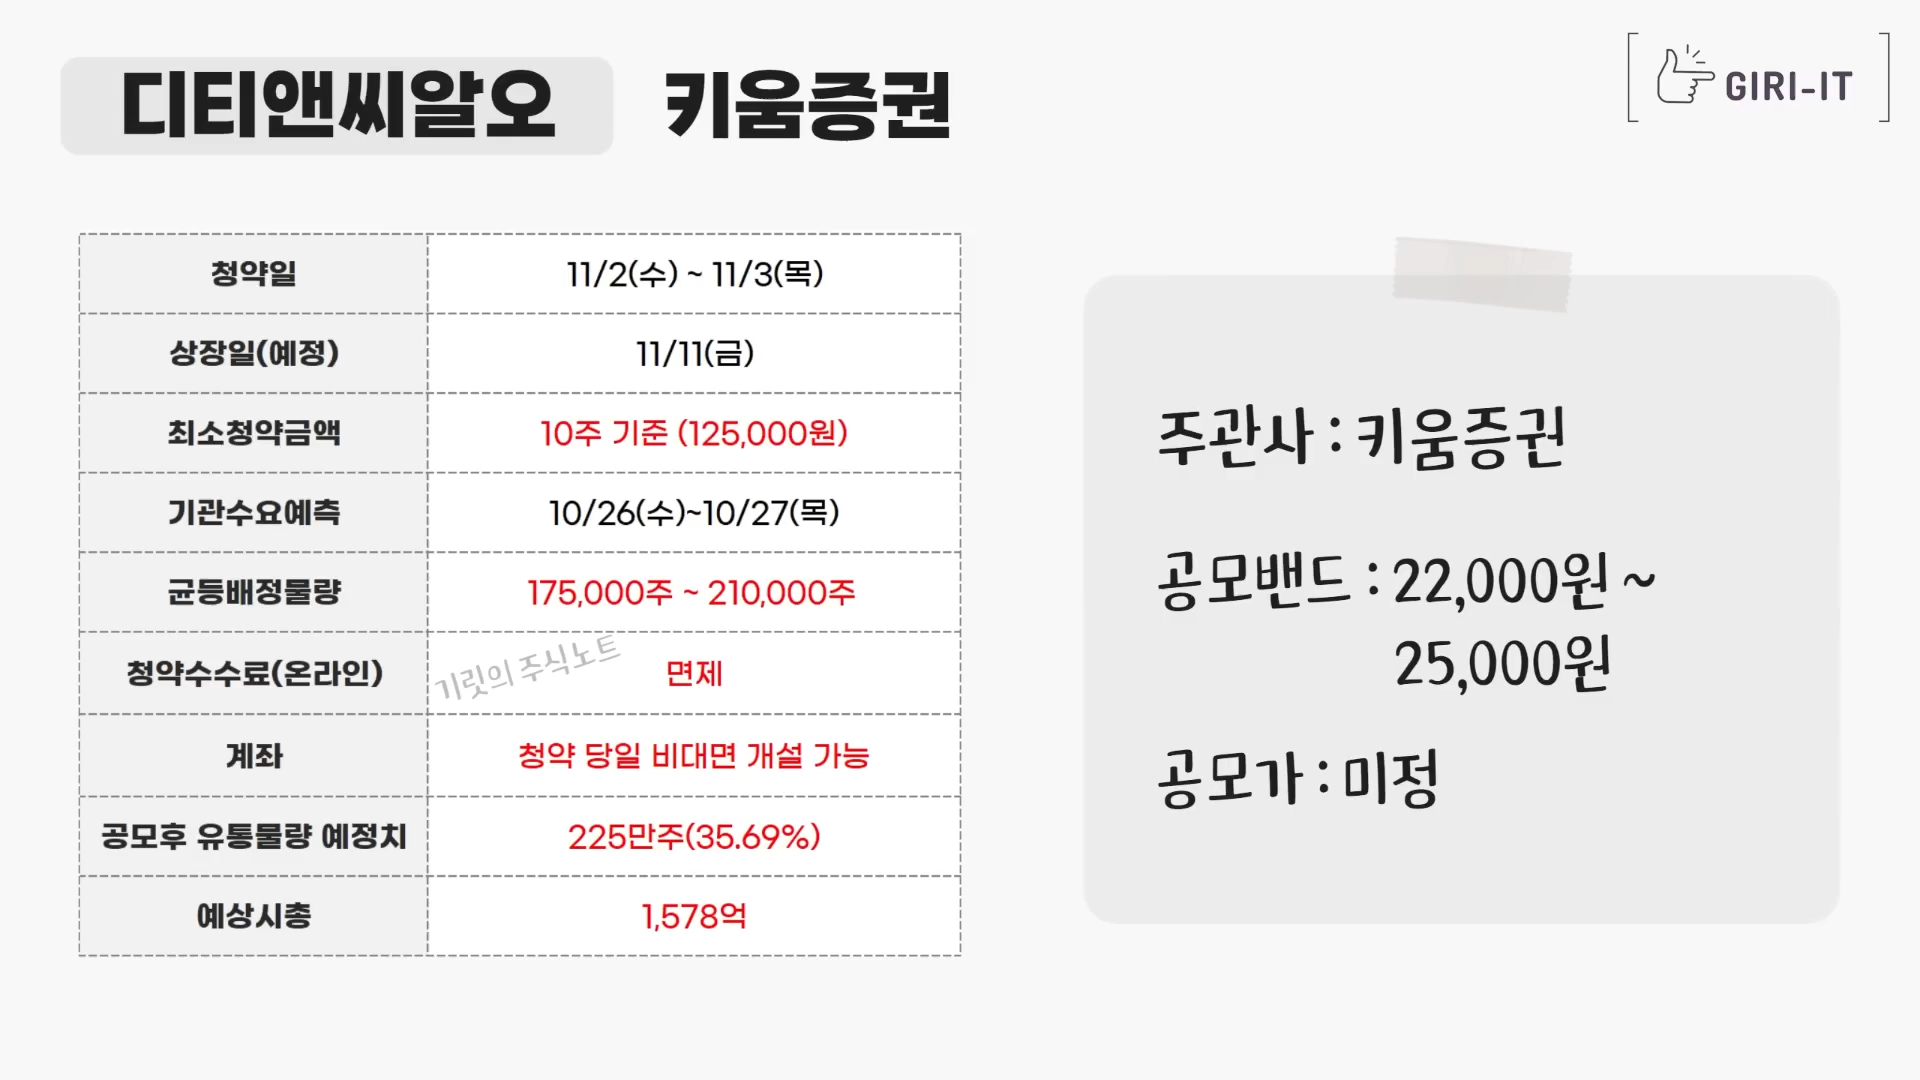 디티앤씨알오 키움증권
GIRI-IT
청약일 11/2(수) ~ 11/3(목)
상장일(예정) 11/11(금)
최소청약금액 10주 기준 (125,000원)
기관수요예측 10/26(수)~10/27(목)
균등배정물량 175,000주 ~ 210,000주
청약수수료(온라인) 면제
기릿의 주식노트
계좌 청약 당일 비대면 개설 가능
공모후 유통물량 예정치 225만주(35.69%)
예상시총 1,578억
주관사 : 키움증권
공모밴드 : 22,000원 ~
25,000원
공모가 : 미정